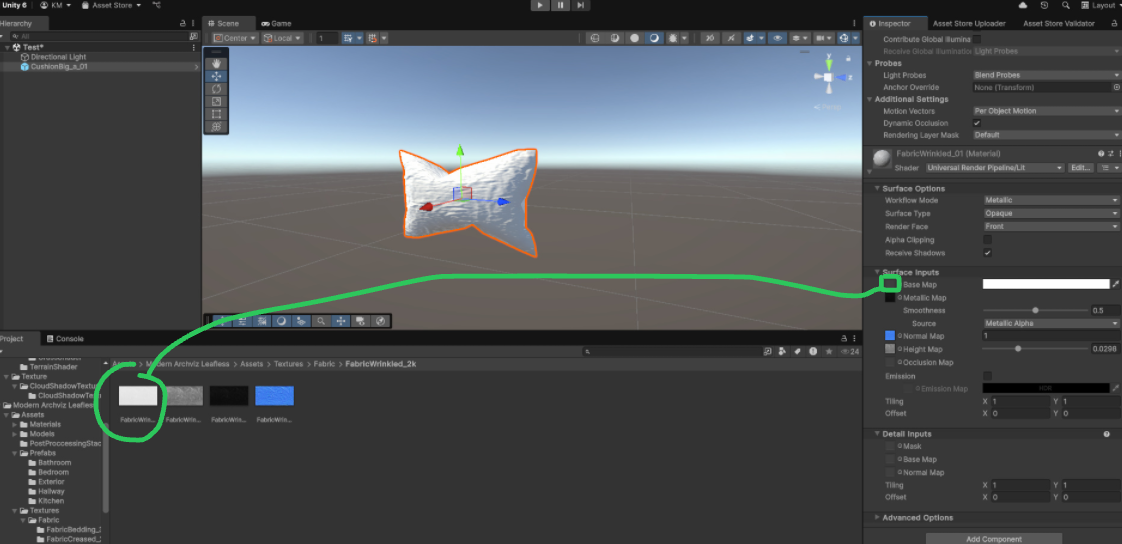 Unity 6 KM Asset Store Layout
Hierarchy
All
Test*
Directional Light
CushionBig_s_01
Scene Game
Center Local 1
Persp
Inspector Asset Store Uploader Asset Store Validator
Contribute Global Illumina
Receive Global Illumination Light Probes
Probes
Light Probes Blend Probes
Anchor Override None (Transform)
Additional Settings
Motion Vectors Per Object Motion
Dynamic Occlusion
Rendering Layer Mask Default
FabricWrinkled_01 (Material)
Shader Universal Render Pipeline/Lit Edit...
Surface Options
Workflow Mode Metallic
Surface Type Opaque
Render Face Front
Alpha Clipping
Receive Shadows
Surface Inputs
Base Map
Metallic Map
Smoothness 0.5
Source Metallic Alpha
Normal Map 1
Height Map 0.0298
Occlusion Map
Emission
Emission Map HDR
Tiling X 1 Y 1
Offset X 0 Y 0
Detail Inputs
Mask
Base Map
Normal Map
Tiling X 1 Y 1
Offset X 0 Y 0
Advanced Options
Add Component
Project Console
24
Assets > Modern Archviz Leafless > Assets > Textures > Fabric > FabricWrinkled_2k
FabricWrin... FabricWrin... FabricWrin... FabricWrin...
TerrainShader
Texture
CloudShadowTextur
CloudShadowTex
Modern Archviz Leafless
Assets
Materials
Models
PostProccessingStac
Prefabs
Bathroom
Bedroom
Exterior
Hallway
Kitchen
Textures
Fabric
FabricBedding_
FabricCreased_